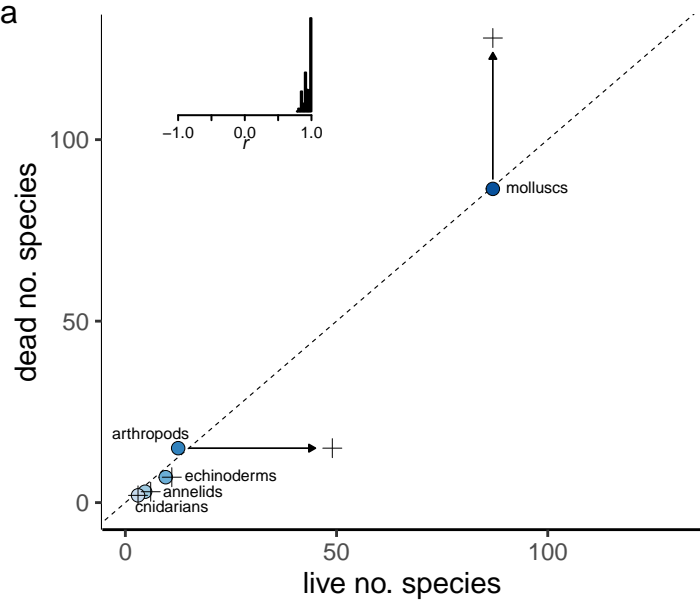 a
−1.0 0.0 1.0
r
100
50
0
dead no. species
molluscs
arthropods
echinoderms
annelids
cnidarians
0 50 100
live no. species